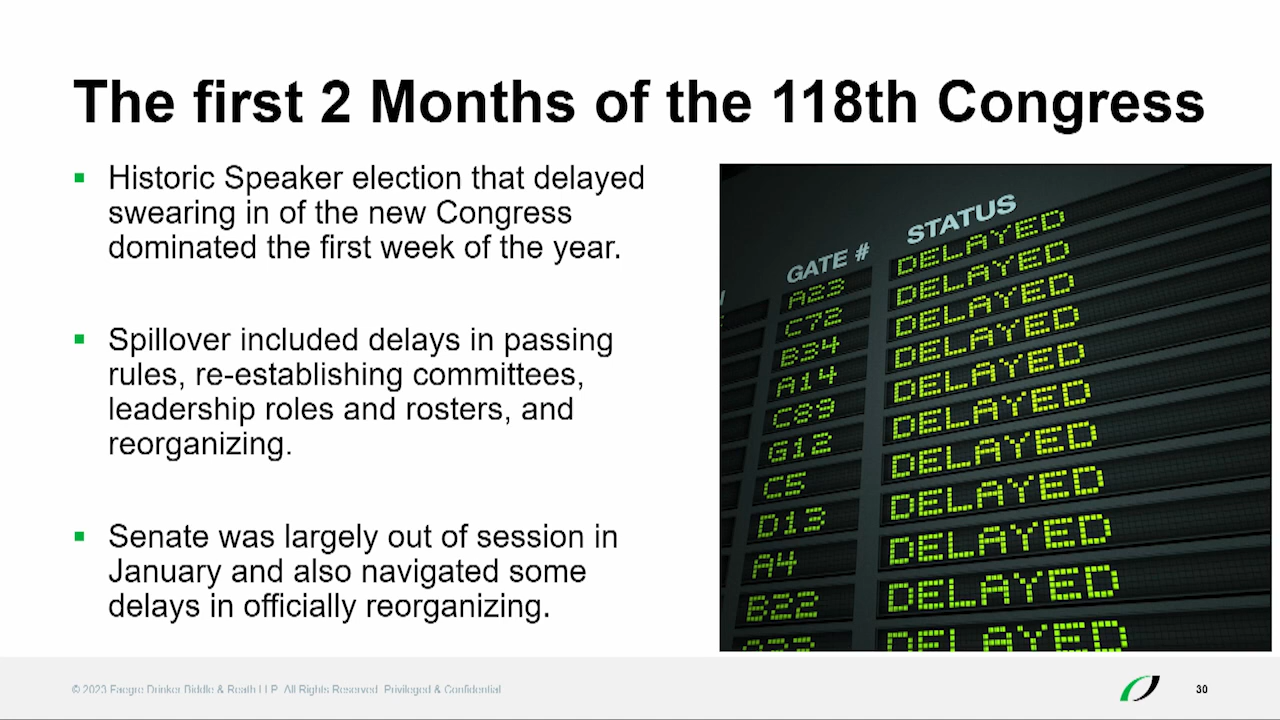 The first 2 Months of the 118th Congress
▪ Historic Speaker election that delayed
swearing in of the new Congress
dominated the first week of the year.
▪ Spillover included delays in passing
rules, re-establishing committees,
leadership roles and rosters, and
reorganizing.
▪ Senate was largely out of session in
January and also navigated some
delays in officially reorganizing.
GATE # STATUS
A23 DELAYED
C72 DELAYED
B34 DELAYED
A14 DELAYED
C89 DELAYED
G12 DELAYED
C5 DELAYED
D13 DELAYED
A4 DELAYED
B22 DELAYED
DELAYED
© 2023 Faegre Drinker Biddle & Reath LLP. All Rights Reserved. Privileged & Confidential.
30